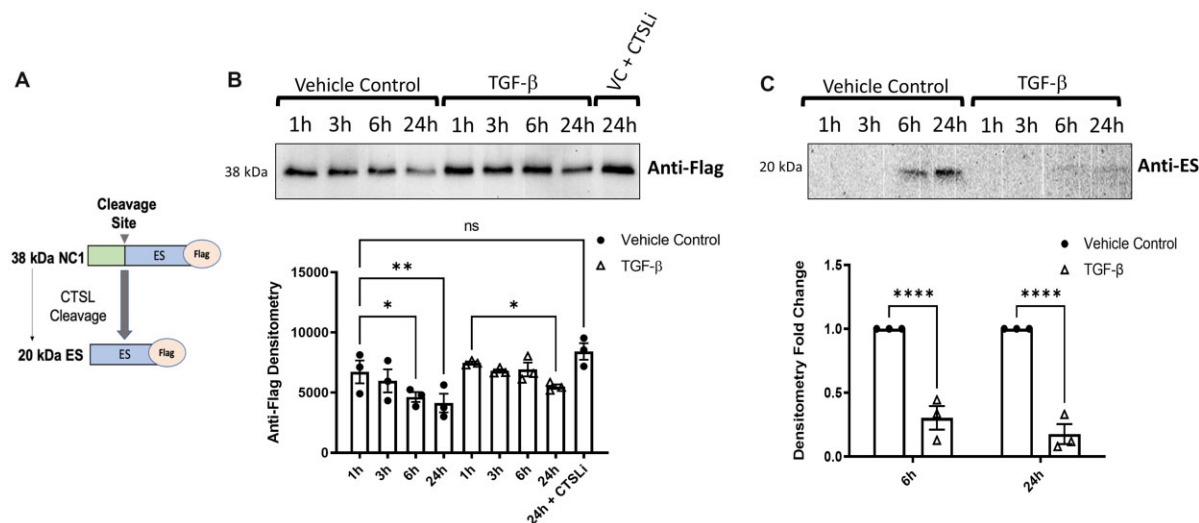 A
Cleavage
Site
38 kDa NC1
ES
Flag
CTSL
Cleavage
20 kDa ES
ES
Flag
B
Vehicle Control
TGF-β
VC + CTSLi
1h 3h 6h 24h 1h 3h 6h 24h 24h
38 kDa
Anti-Flag
ns
**
*
*
Vehicle Control
TGF-β
Anti-Flag Densitometry
15000
10000
5000
0
1h 3h 6h 24h 1h 3h 6h 24h 24h + CTSLi
C
Vehicle Control
TGF-β
1h 3h 6h 24h 1h 3h 6h 24h
20 kDa
Anti-ES
Vehicle Control
TGF-β
Densitometry Fold Change
1.5
1.0
0.5
0.0
**** ****
6h 24h